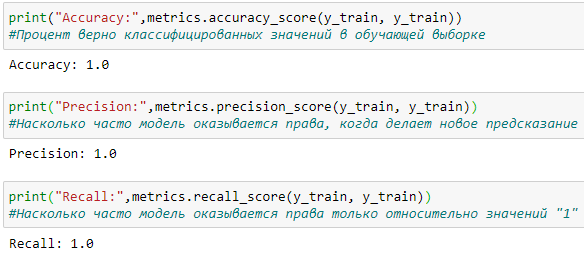 print("Accuracy:",metrics.accuracy_score(y_train, y_train))
#Процент верно классифицированных значений в обучающей выборке
Accuracy: 1.0
print("Precision:",metrics.precision_score(y_train, y_train))
#Насколько часто модель оказывается права, когда делает новое предсказание
Precision: 1.0
print("Recall:",metrics.recall_score(y_train, y_train))
#Насколько часто модель оказывается права только относительно значений "1"
Recall: 1.0